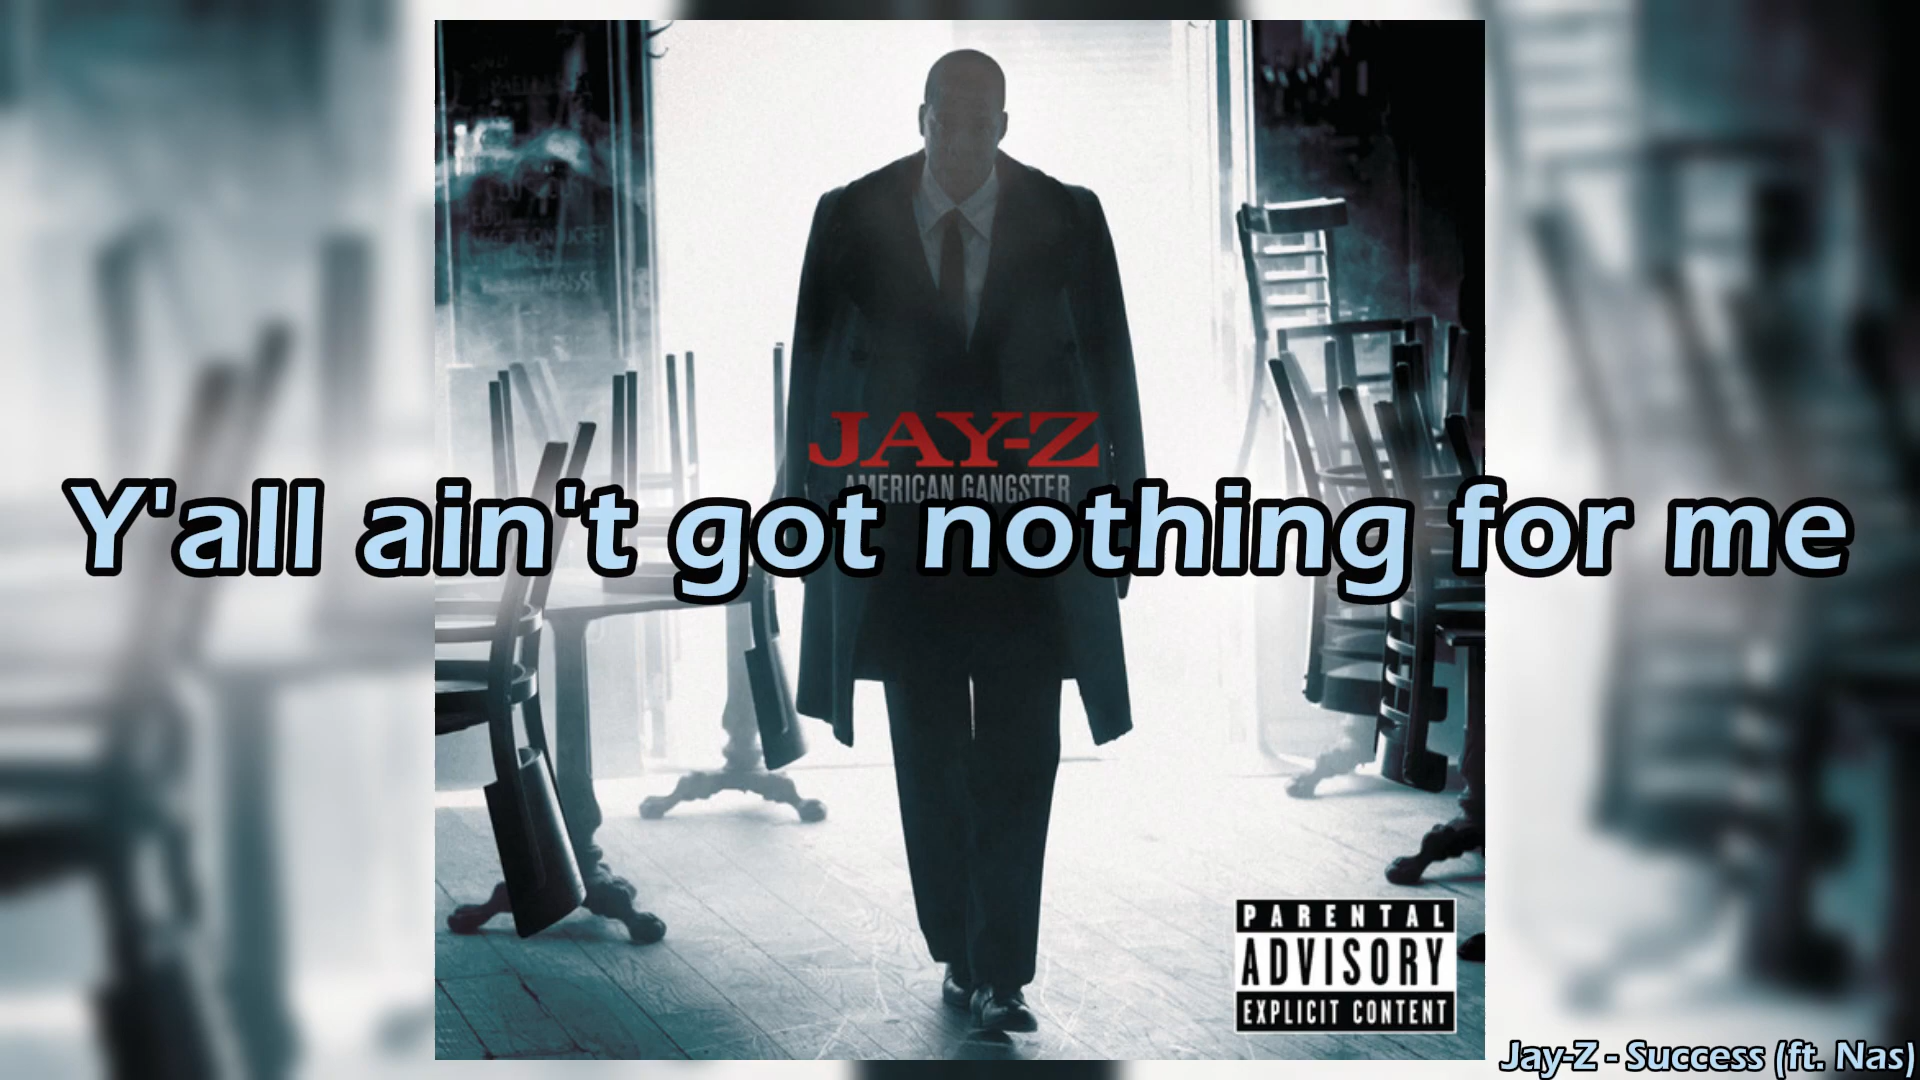 JAY-Z
AMERICAN GANGSTER
Y'all ain't got nothing for me
PARENTAL
ADVISORY
EXPLICIT CONTENT
Jay-Z - Success (ft. Nas)